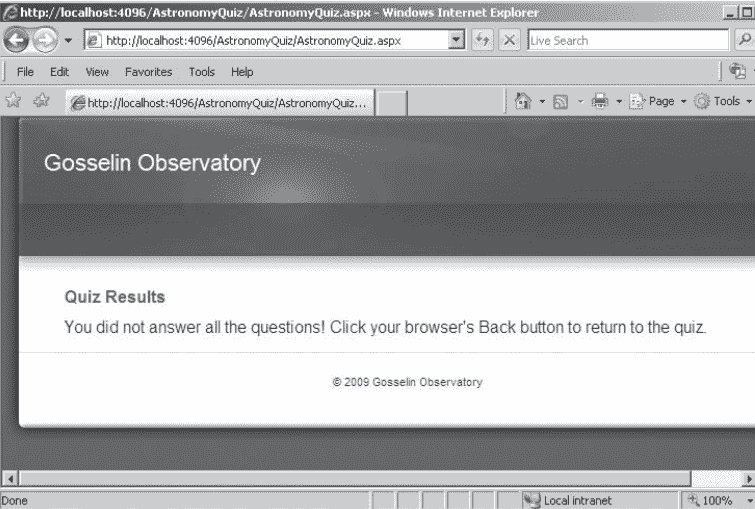 http://localhost:4096/AstronomyQuiz/AstronomyQuiz.aspx - Windows Internet Explorer
http://localhost:4096/AstronomyQuiz/AstronomyQuiz.aspx
Live Search
File Edit View Favorites Tools Help
http://localhost:4096/AstronomyQuiz/AstronomyQuiz...
Page Tools
Gosselin Observatory
Quiz Results
You did not answer all the questions! Click your browser's Back button to return to the quiz.
© 2009 Gosselin Observatory
Done Local intranet 100%